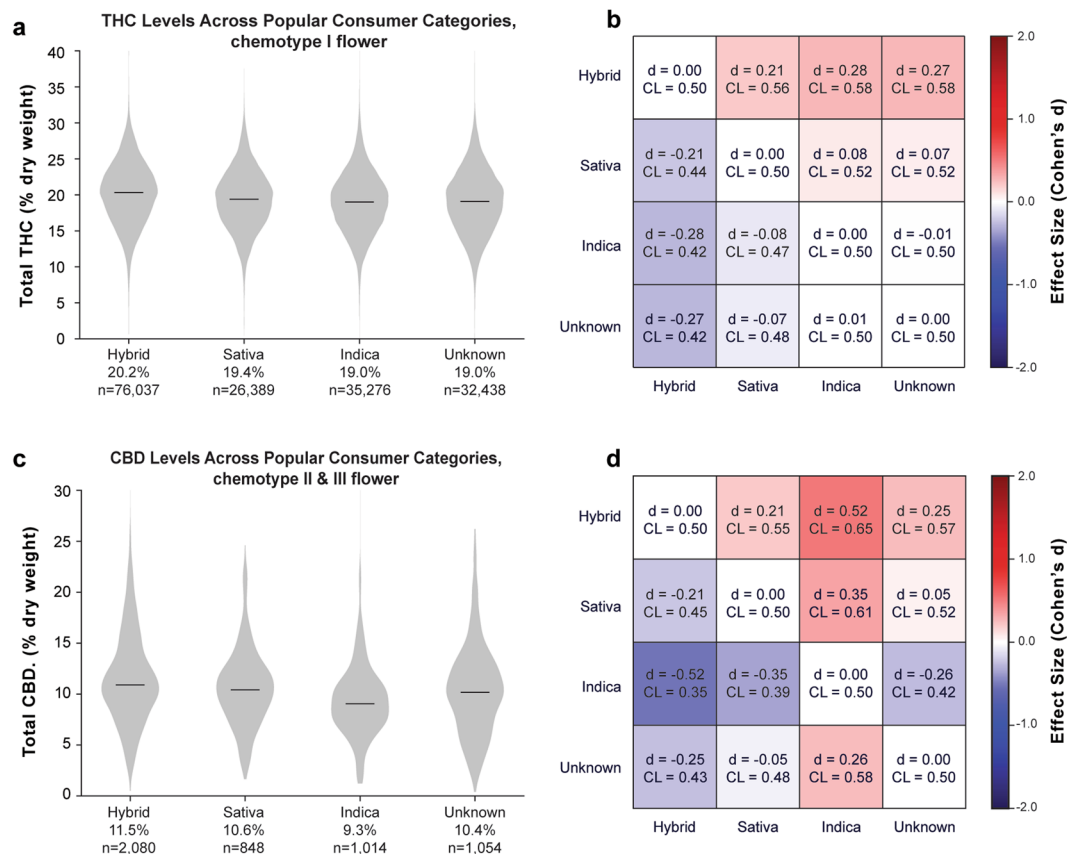 a
THC Levels Across Popular Consumer Categories,
chemotype I flower
Total THC (% dry weight)
40
35
30
25
20
15
10
5
0
Hybrid
20.2%
n=76,037
Sativa
19.4%
n=26,389
Indica
19.0%
n=35,276
Unknown
19.0%
n=32,438
b
Hybrid
d = 0.00
CL = 0.50
d = 0.21
CL = 0.56
d = 0.28
CL = 0.58
d = 0.27
CL = 0.58
Sativa
d = -0.21
CL = 0.44
d = 0.00
CL = 0.50
d = 0.08
CL = 0.52
d = 0.07
CL = 0.52
Indica
d = -0.28
CL = 0.42
d = -0.08
CL = 0.47
d = 0.00
CL = 0.50
d = -0.01
CL = 0.50
Unknown
d = -0.27
CL = 0.42
d = -0.07
CL = 0.48
d = 0.01
CL = 0.50
d = 0.00
CL = 0.50
Hybrid
Sativa
Indica
Unknown
2.0
1.0
0.0
-1.0
-2.0
Effect Size (Cohen's d)
c
CBD Levels Across Popular Consumer Categories,
chemotype II & III flower
Total CBD. (% dry weight)
30
25
20
15
10
5
0
Hybrid
11.5%
n=2,080
Sativa
10.6%
n=848
Indica
9.3%
n=1,014
Unknown
10.4%
n=1,054
d
Hybrid
d = 0.00
CL = 0.50
d = 0.21
CL = 0.55
d = 0.52
CL = 0.65
d = 0.25
CL = 0.57
Sativa
d = -0.21
CL = 0.45
d = 0.00
CL = 0.50
d = 0.35
CL = 0.61
d = 0.05
CL = 0.52
Indica
d = -0.52
CL = 0.35
d = -0.35
CL = 0.39
d = 0.00
CL = 0.50
d = -0.26
CL = 0.42
Unknown
d = -0.25
CL = 0.43
d = -0.05
CL = 0.48
d = 0.26
CL = 0.58
d = 0.00
CL = 0.50
Hybrid
Sativa
Indica
Unknown
2.0
1.0
0.0
-1.0
-2.0
Effect Size (Cohen's d)